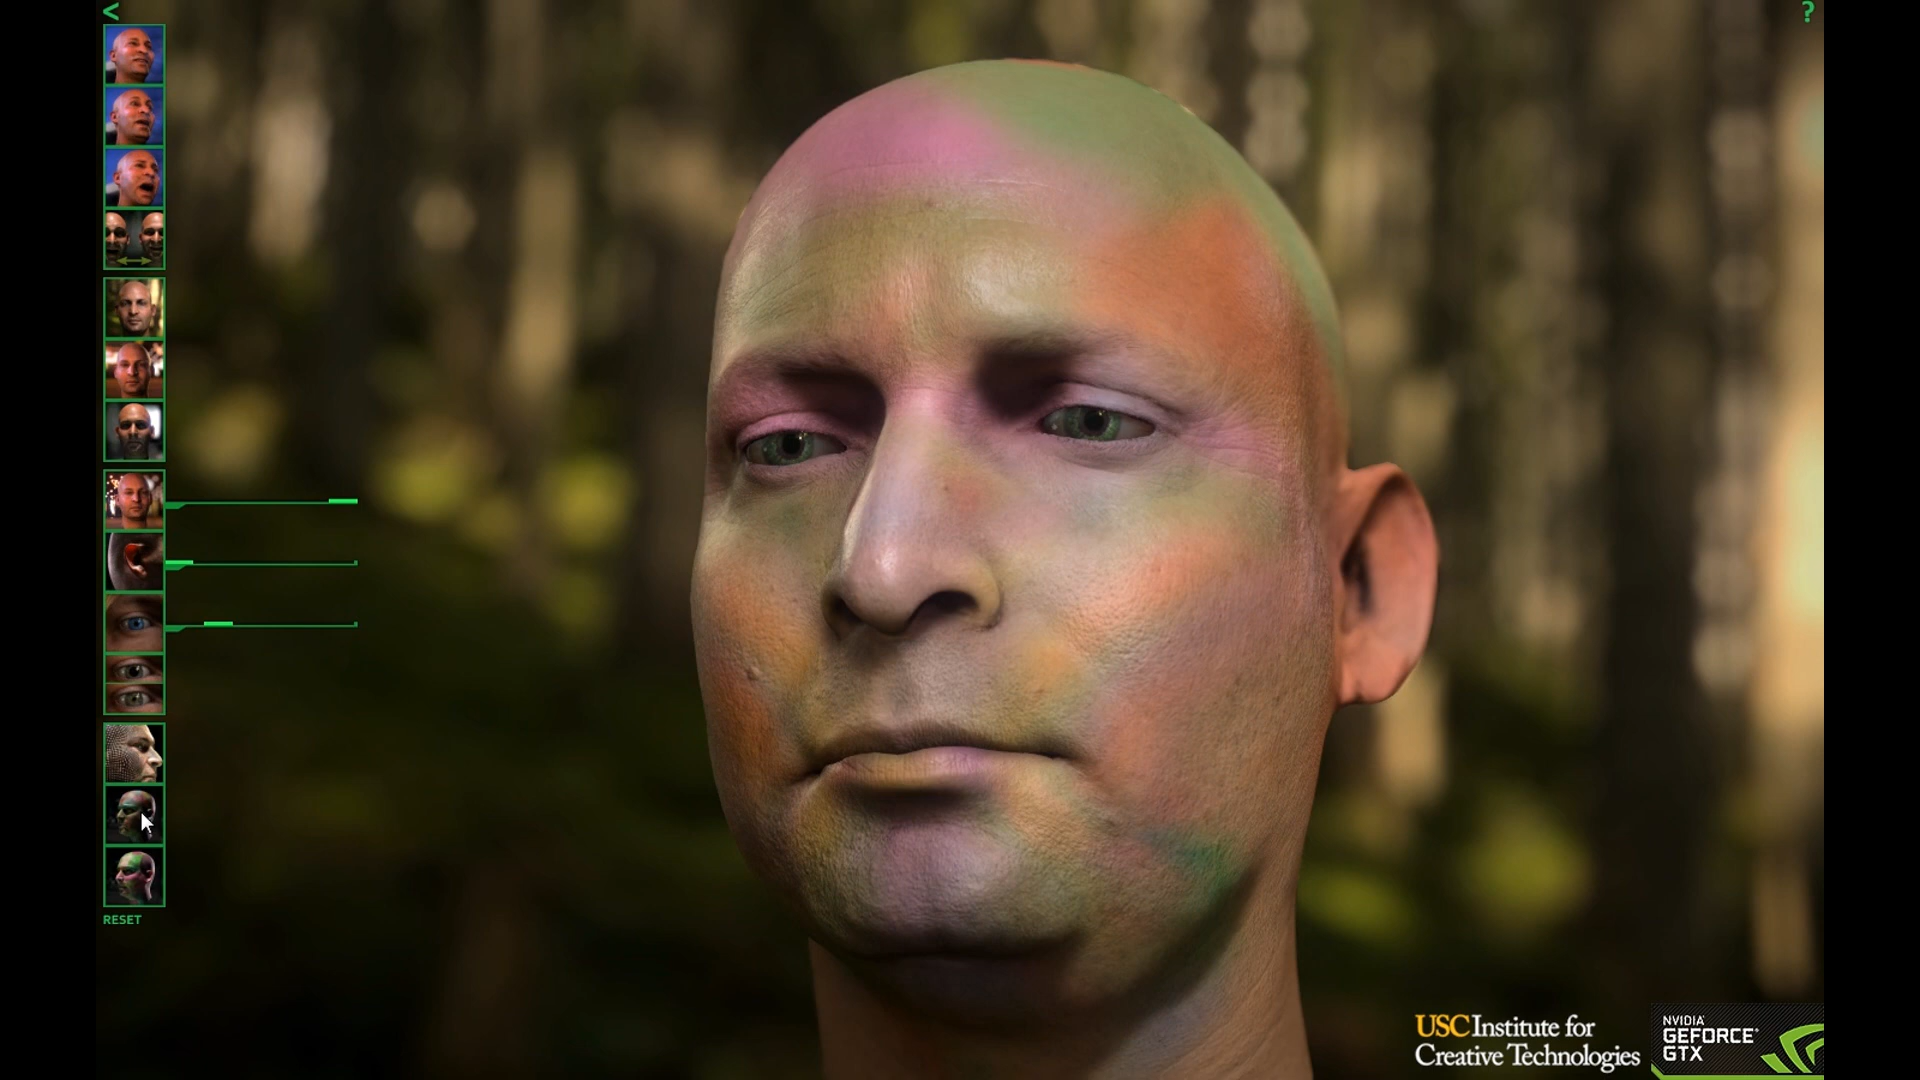 <
?
RESET
USC Institute for
Creative Technologies
NVIDIA
GEFORCE
GTX